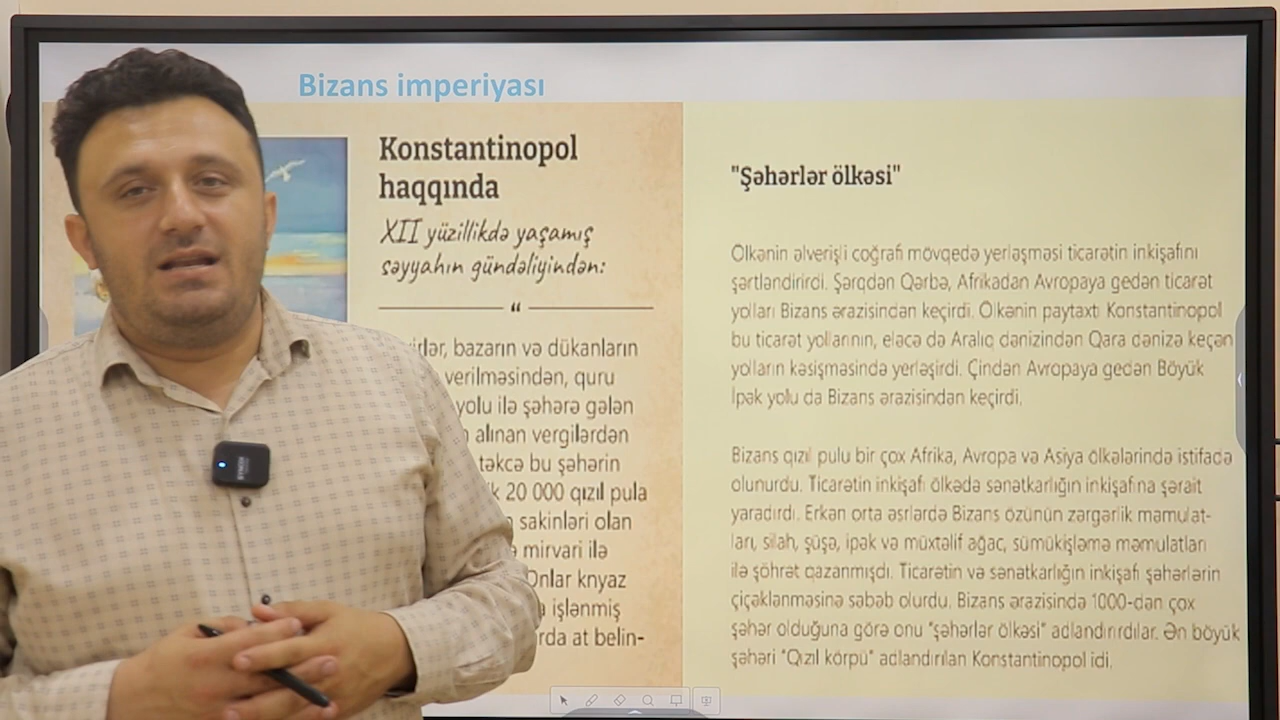 Bizans imperiyası
Konstantinopol
haqqında
XII yüzillikdə yaşamış
səyyahın gündəliyindən:
“
bazarın və dükanların
verilməsindən, quru
yolu ilə şəhərə gələn
alınan vergilərdən
təkcə bu şəhərin
20 000 qızıl pula
sakinləri olan
mirvari ilə
Onlar knyaz
işlənmiş
at belin-
"Şəhərlər ölkəsi"
Ölkənin əlverişli coğrafi mövqedə yerləşməsi ticarətin inkişafını
şərtləndirirdi. Şərqdən Qərbə, Afrikadan Avropaya gedən ticarət
yolları Bizans ərazisindən keçirdi. Ölkənin paytaxtı Konstantinopol
bu ticarət yollarının, eləcə də Aralıq dənizindən Qara dənizə keçən
yolların kəsişməsində yerləşirdi. Çindən Avropaya gedən Böyük
İpək yolu da Bizans ərazisindən keçirdi.
Bizans qızıl pulu bir çox Afrika, Avropa və Asiya ölkələrində istifadə
olunurdu. Ticarətin inkişafı ölkədə sənətkarlığın inkişafına şərait
yaradırdı. Erkən orta əsrlərdə Bizans özünün zərgərlik məmulat-
ları, silah, şüşə, ipək və müxtəlif ağac, sümükişləmə məmulatları
ilə şöhrət qazanmışdı. Ticarətin və sənətkarlığın inkişafı şəhərlərin
çiçəklənməsinə səbəb olurdu. Bizans ərazisində 1000-dən çox
şəhər olduğuna görə onu "şəhərlər ölkəsi" adlandırırdılar. Ən böyük
şəhəri "Qızıl körpü" adlandırılan Konstantinopol idi.